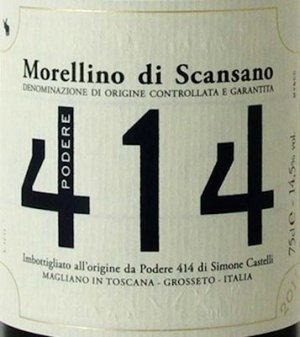 Morellino di Scansano
DENOMINAZIONE DI ORIGINE CONTROLLATA E GARANTITA
PODERE
414
Imbottigliato all'origine da Podere 414 di Simone Castelli
MAGLIANO IN TOSCANA - GROSSETO - ITALIA
75cl e 14,5% vol